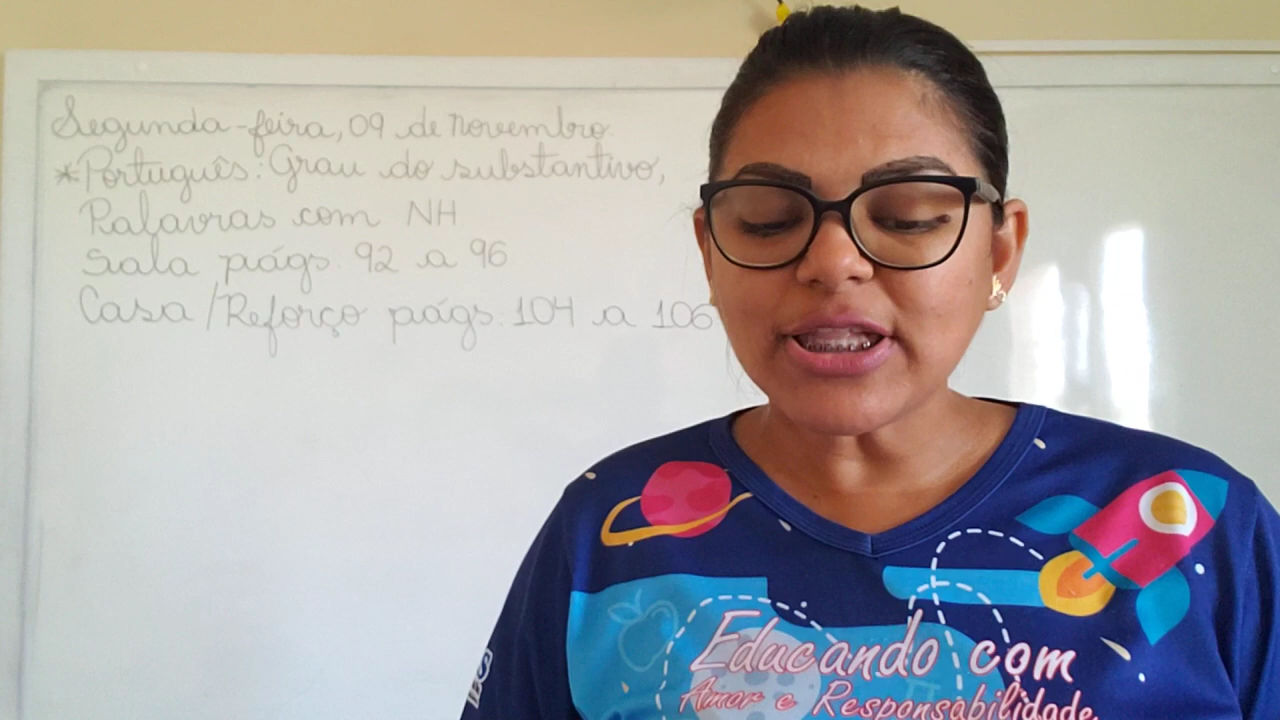 Segunda-feira, 09 de novembro.
*Português: Grau do substantivo,
Palavras com NH
Sala págs. 92 a 96
Casa/Reforço págs. 104 a 106
Educando com
Amor e Responsabilidade